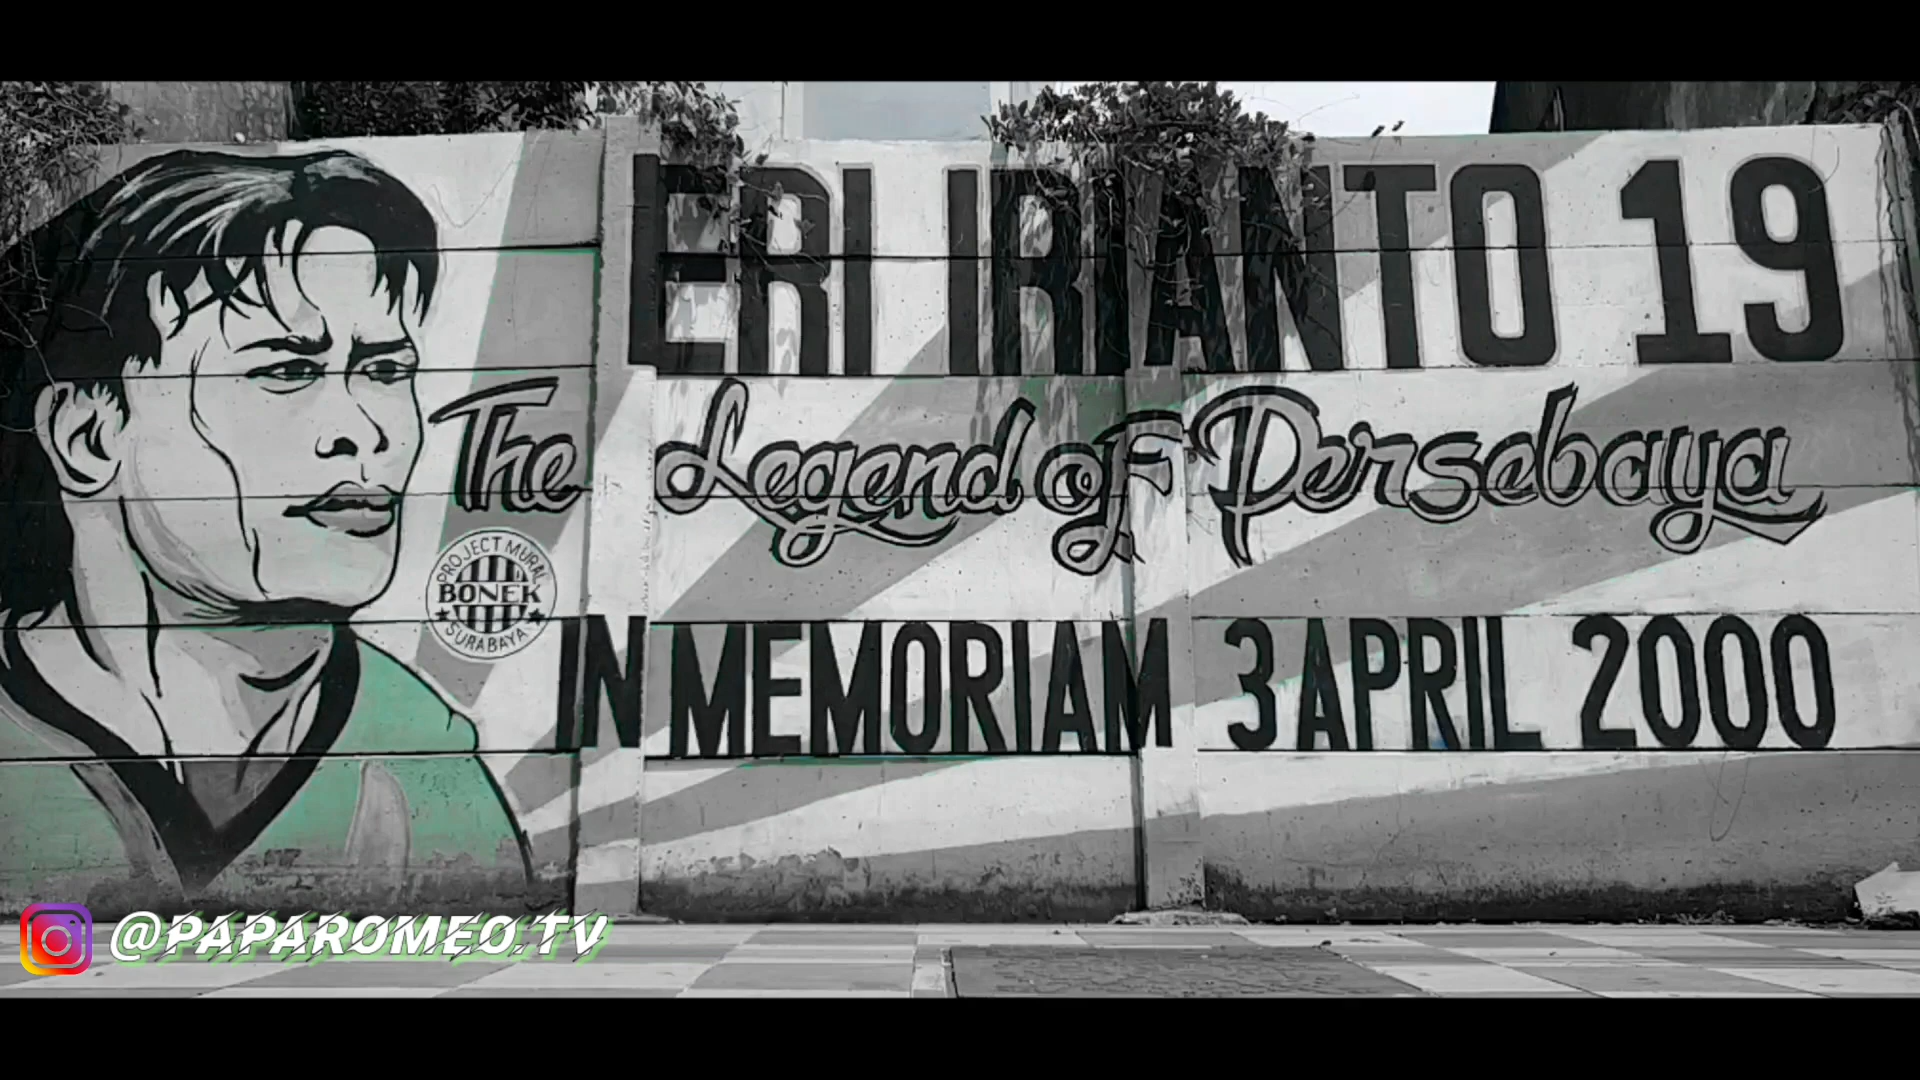 ERI IRIANTO 19
The Legend of Persebaya
PROJECT MURAL
BONEK
SURABAYA
IN MEMORIAM 3 APRIL 2000
@PAPAROMEO.TV